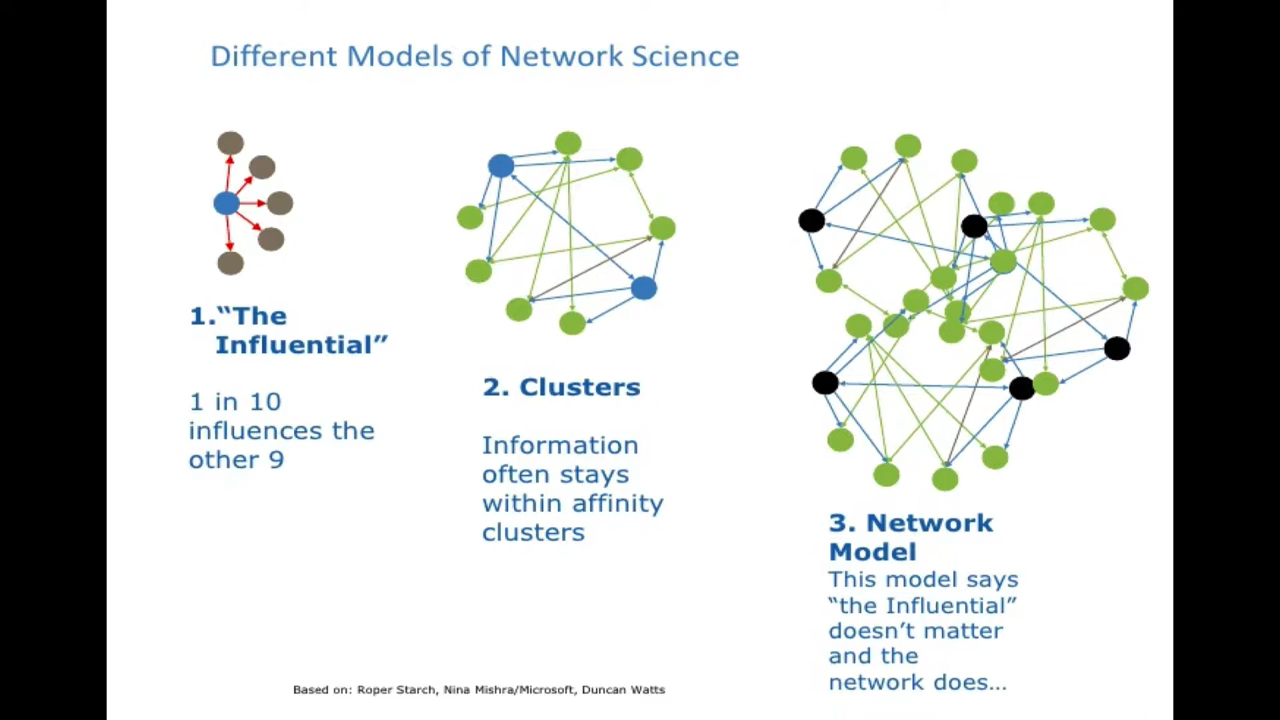 Different Models of Network Science
1.“The
Influential”
1 in 10
influences the
other 9
2. Clusters
Information
often stays
within affinity
clusters
3. Network
Model
This model says
“the Influential”
doesn’t matter
and the
network does…
Based on: Roper Starch, Nina Mishra/Microsoft, Duncan Watts